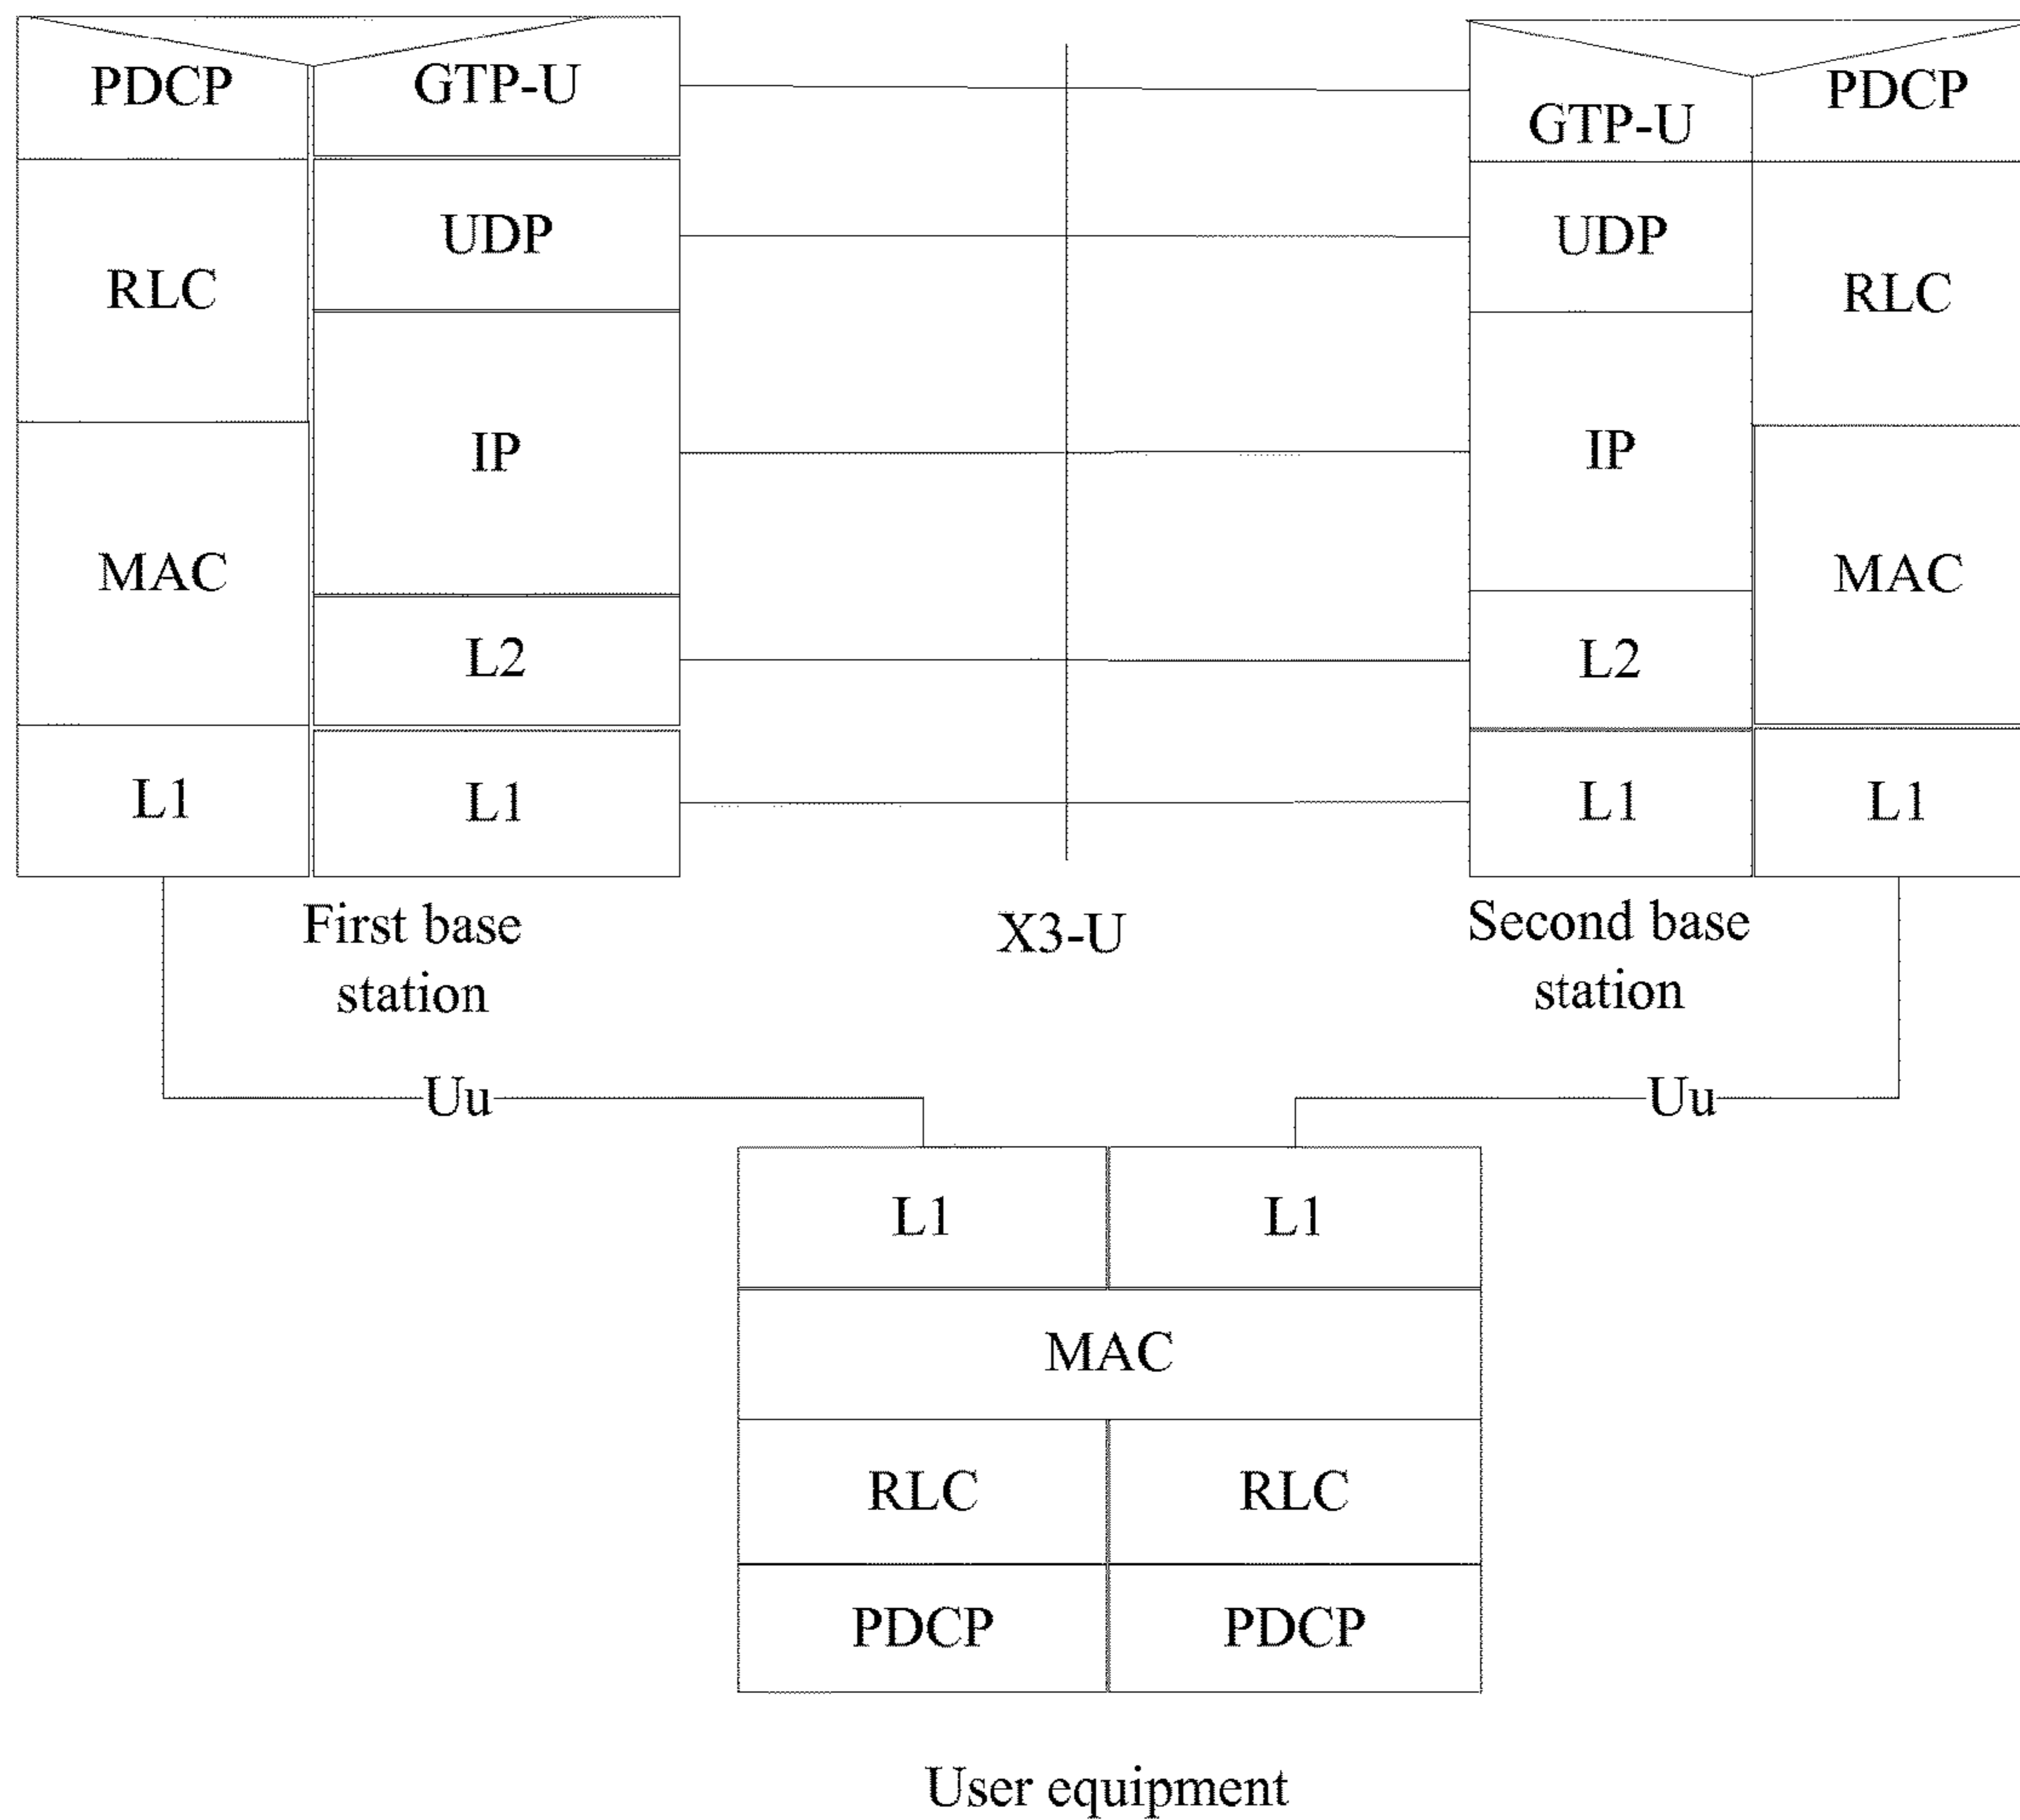 PDCP
GTP-U
RLC
UDP
IP
MAC
L2
L1
L1
First base
station
X3-U
GTP-U
PDCP
UDP
RLC
IP
MAC
L2
L1
L1
Second base
station
Uu
Uu
L1
L1
MAC
RLC
RLC
PDCP
PDCP
User equipment